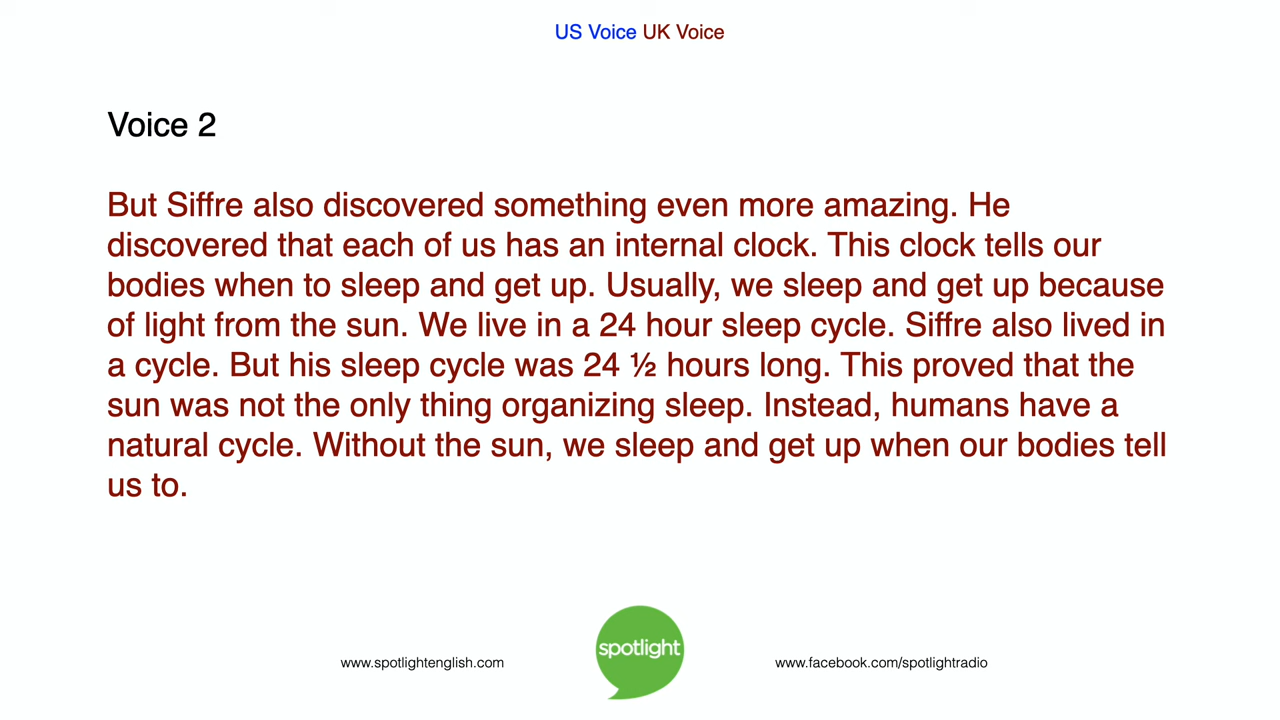 US Voice UK Voice
Voice 2
But Siffre also discovered something even more amazing. He
discovered that each of us has an internal clock. This clock tells our
bodies when to sleep and get up. Usually, we sleep and get up because
of light from the sun. We live in a 24 hour sleep cycle. Siffre also lived in
a cycle. But his sleep cycle was 24 ½ hours long. This proved that the
sun was not the only thing organizing sleep. Instead, humans have a
natural cycle. Without the sun, we sleep and get up when our bodies tell
us to.
www.spotlightenglish.com
spotlight
www.facebook.com/spotlightradio